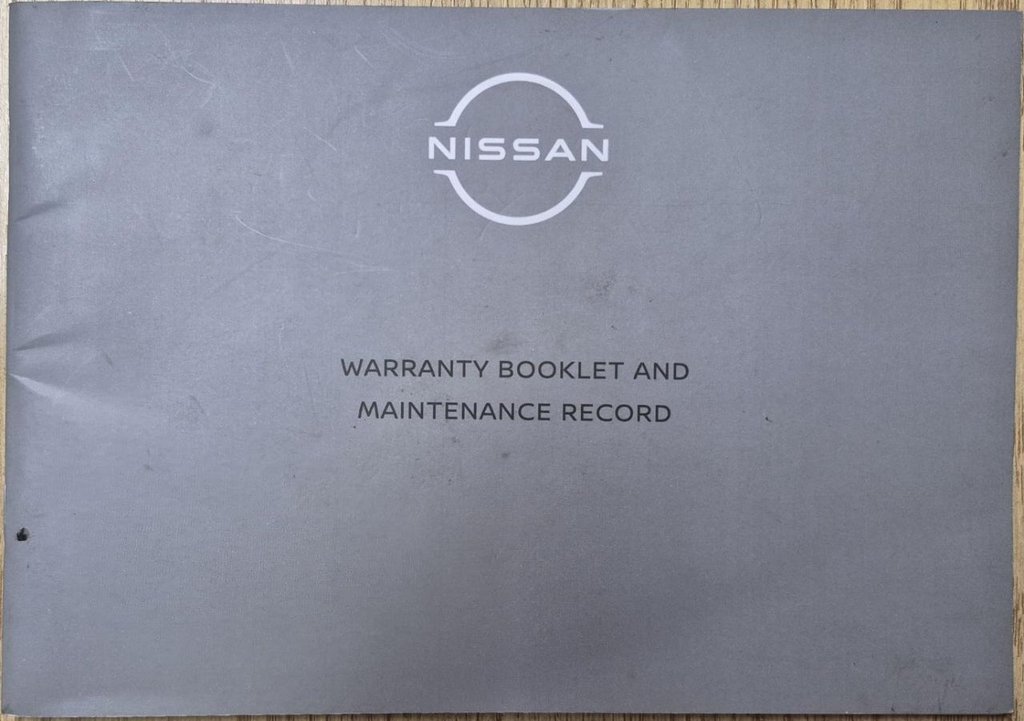 NISSAN
WARRANTY BOOKLET AND
MAINTENANCE RECORD